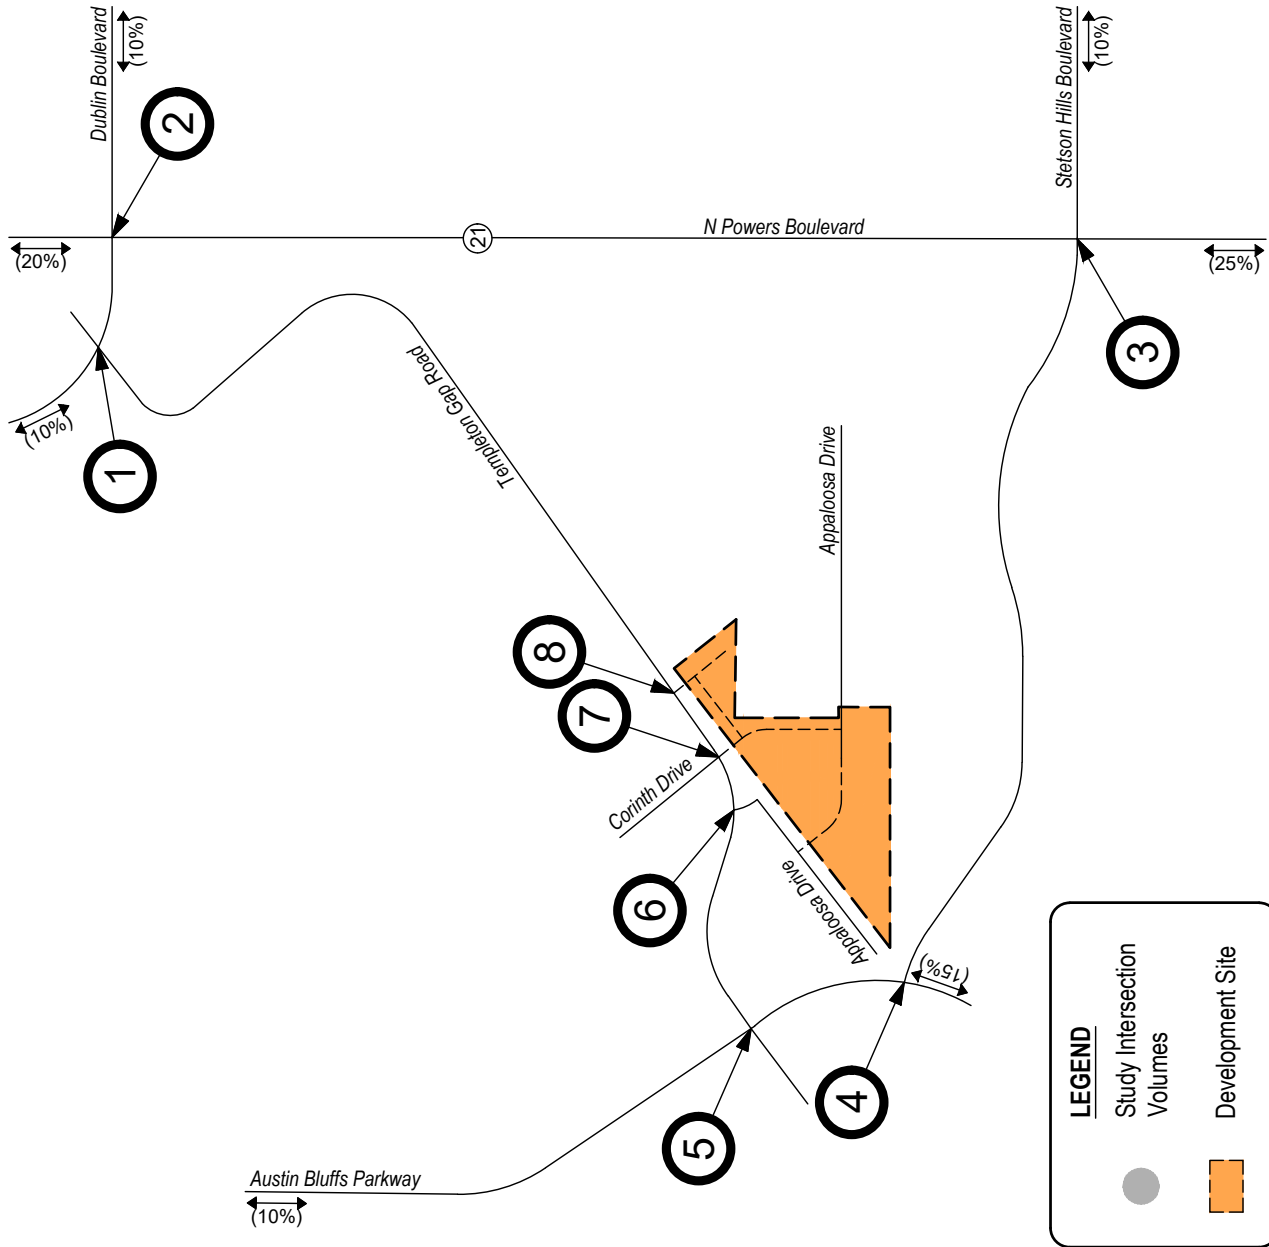 Dublin Boulevard
(10%)
2
(20%)
N Powers Boulevard
21
Stetson Hills Boulevard
(10%)
(25%)
(10%)
1
Templeton Gap Road
3
Appaloosa Drive
8
7
Corinth Drive
6
Appaloosa Drive
(15%)
5
4
Austin Bluffs Parkway
(10%)
LEGEND
Study Intersection
Volumes
Development Site